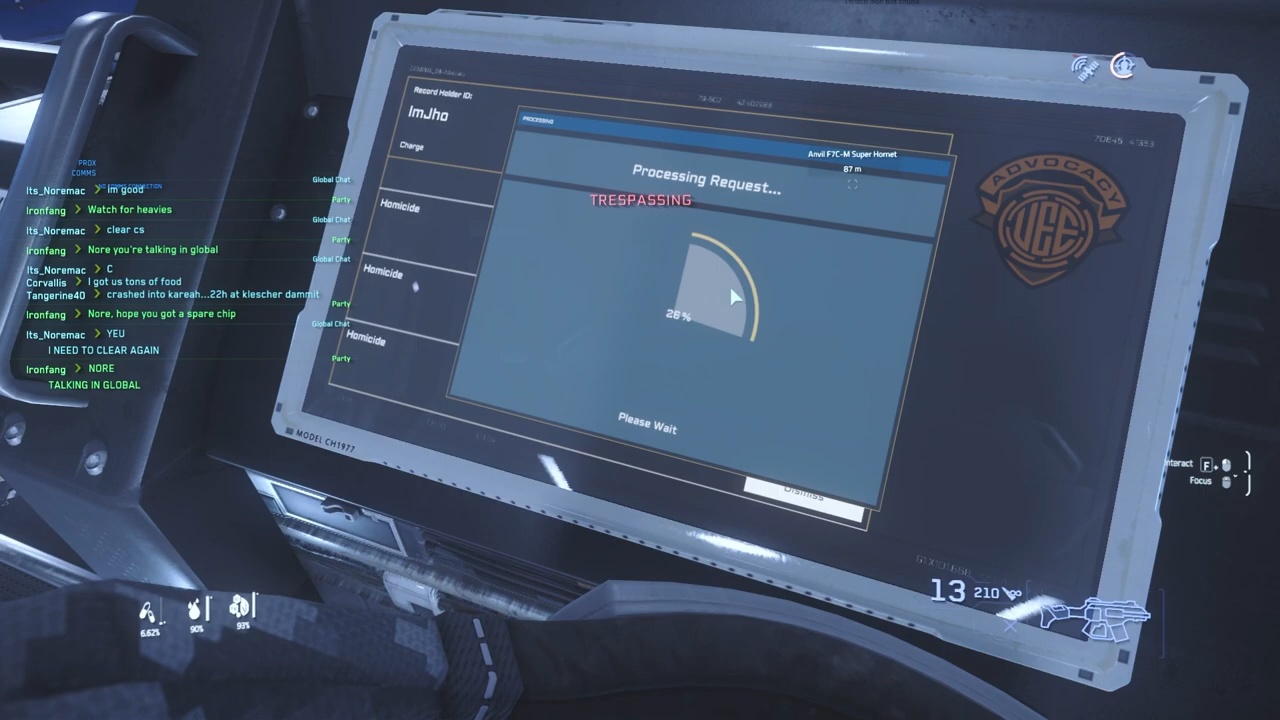 Record Holder ID:
ImJho
Charge
Homicide
Homicide
Homicide
PROCESSING
Anvil F7C-M Super Hornet
87 m
Processing Request...
TRESPASSING
26%
Please Wait
Dismiss
ADVOCACY
UEE
MODEL CH1977
PROX
COMMS
Global Chat
Its_Noremac > im good
Party
Ironfang > Watch for heavies
Global Chat
Its_Noremac > clear cs
Party
Ironfang > Nore you're talking in global
Global Chat
Its_Noremac > C
Corvallis > I got us tons of food
Tangerine40 > crashed into kareah...22h at klescher dammit
Party
Ironfang > Nore, hope you got a spare chip
Global Chat
Its_Noremac > YEU
I NEED TO CLEAR AGAIN
Party
Ironfang > NORE
TALKING IN GLOBAL
Interact F +
Focus
13 210
6.62% 90% 93%